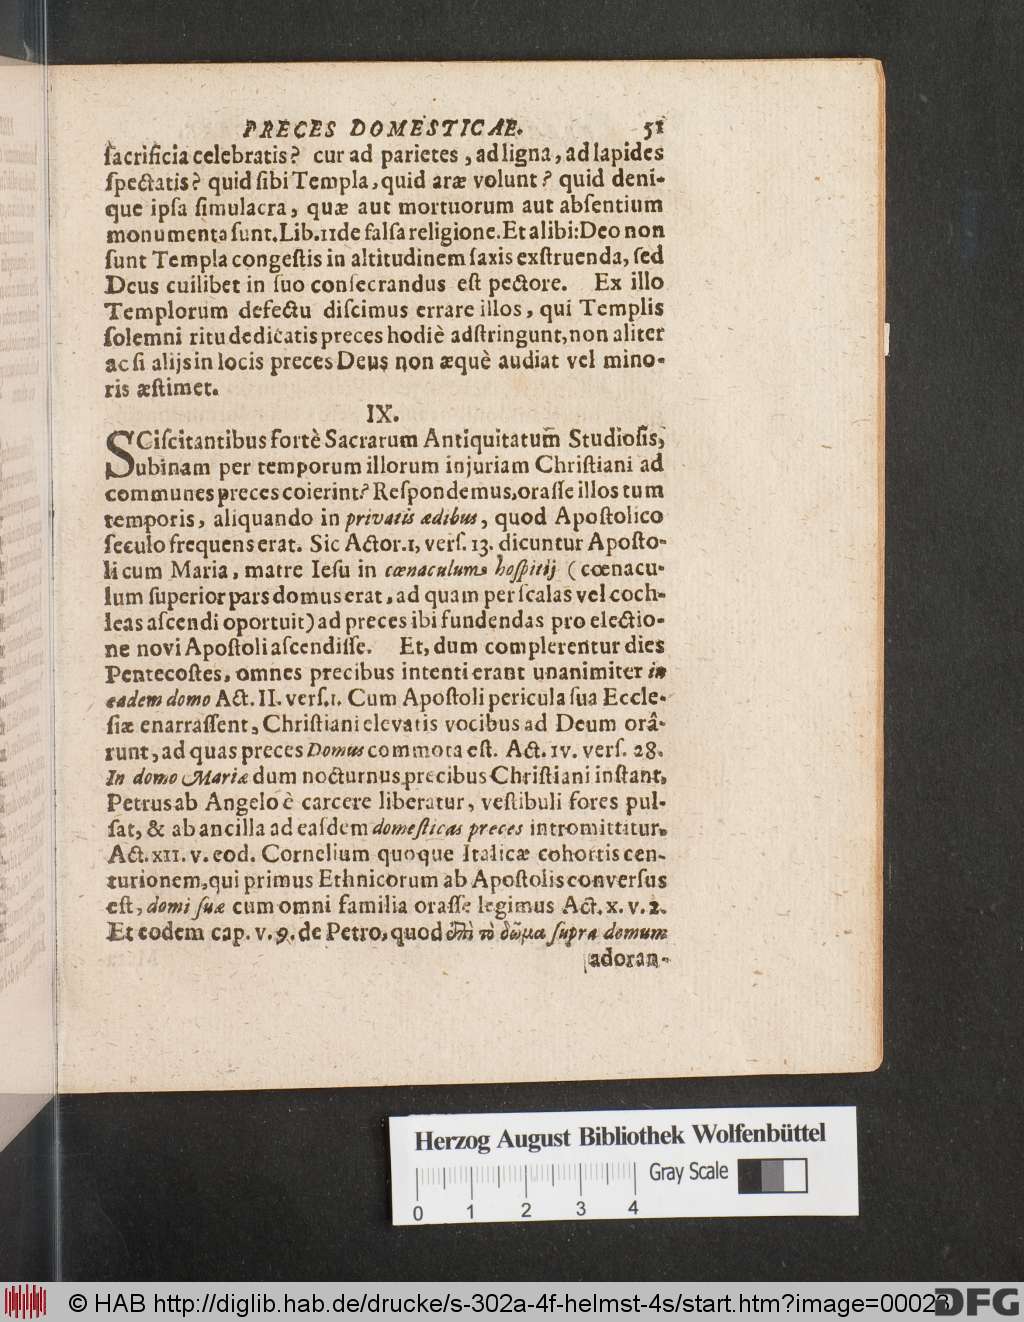 PRECES DOMESTICAE. 51
ſacrificia celebratis? cur ad parietes, ad ligna, ad lapides
ſpectatis? quid ſibi Templa, quid aræ volunt? quid deni-
que ipſa ſimulacra, quæ aut mortuorum aut abſentium
monumenta ſunt. Lib. 11 de falſa religione. Et alibi: Deo non
ſunt Templa congeſtis in altitudinem ſaxis exſtruenda, ſed
Deus cuilibet in ſuo conſecrandus eſt pectore. Ex illo
Templorum defectu diſcimus errare illos, qui Templis
ſolemni ritu dedicatis preces hodiè adſtringunt, non aliter
ac ſi alijs in locis preces Deus non æquè audiat vel mino-
ris æſtimet.
IX.
SCiſcitantibus fortè Sacrarum Antiquitatum Studioſis,
ubinam per temporum illorum injuriam Chriſtiani ad
communes preces coierint? Reſpondemus, oraſſe illos tum
temporis, aliquando in privatis ædibus, quod Apoſtolico
ſeculo frequens erat. Sic Actor. 1, verſ. 13. dicuntur Apoſto-
li cum Maria, matre Ieſu in cœnaculum hoſpitij (cœnacu-
lum ſuperior pars domus erat, ad quam per ſcalas vel coch-
leas aſcendi oportuit) ad preces ibi fundendas pro electio-
ne novi Apoſtoli aſcendiſſe. Et, dum complerentur dies
Pentecoſtes, omnes precibus intenti erant unanimiter in
eadem domo Act. II. verſ. 1. Cum Apoſtoli pericula ſua Eccle-
ſiæ enarraſſent, Chriſtiani elevatis vocibus ad Deum orâ-
runt, ad quas preces Domus commota eſt. Act. IV. verſ. 28.
In domo Mariæ dum nocturnus precibus Chriſtiani inſtant,
Petrus ab Angelo è carcere liberatur, veſtibuli fores pul-
ſat, & ab ancilla ad eaſdem domeſticas preces intromittitur.
Act. XII. v. eod. Cornelium quoque Italicæ cohortis cen-
turionem, qui primus Ethnicorum ab Apoſtolis converſus
eſt, domi ſuæ cum omni familia oraſſe legimus Act. X. v. 2.
Et eodem cap. v. 9. de Petro, quod ἐπὶ τὸ δῶμα ſupra domum
adoran-
Herzog August Bibliothek Wolfenbüttel
Gray Scale
0 1 2 3 4
© HAB http://diglib.hab.de/drucke/s-302a-4f-helmst-4s/start.htm?image=00023
DFG